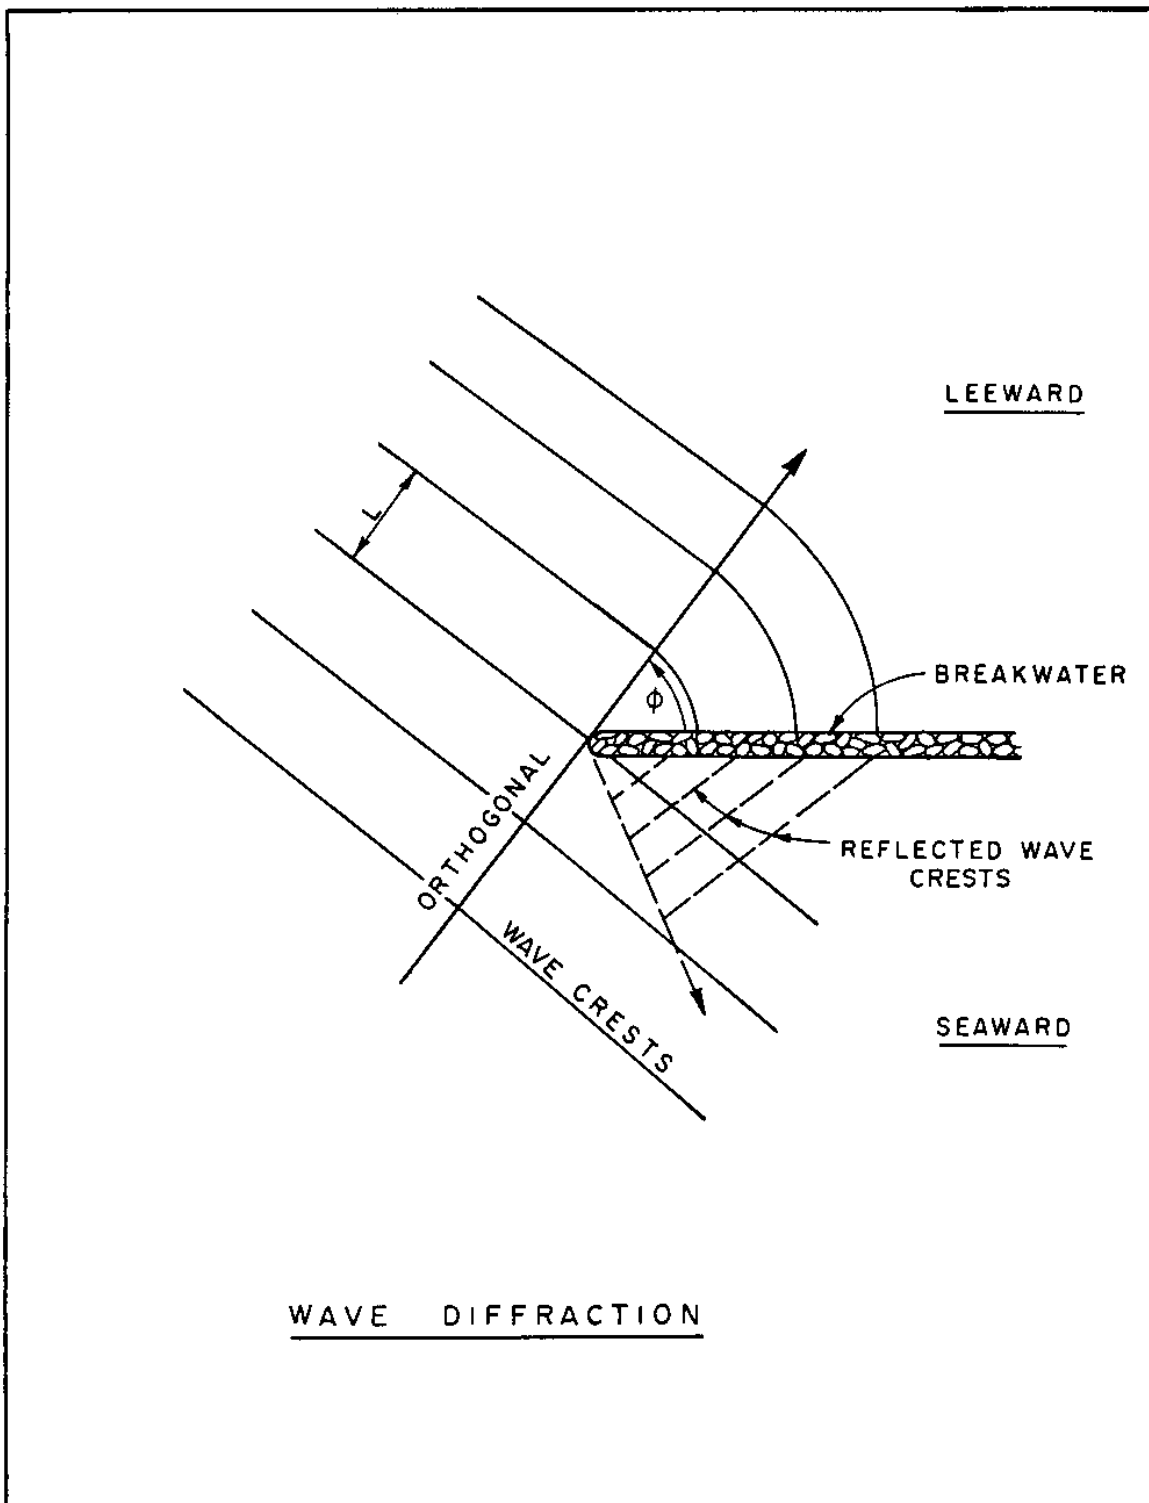 LEEWARD
L
BREAKWATER
ϕ
ORTHOGONAL
REFLECTED WAVE
CRESTS
WAVE CRESTS
SEAWARD
WAVE DIFFRACTION